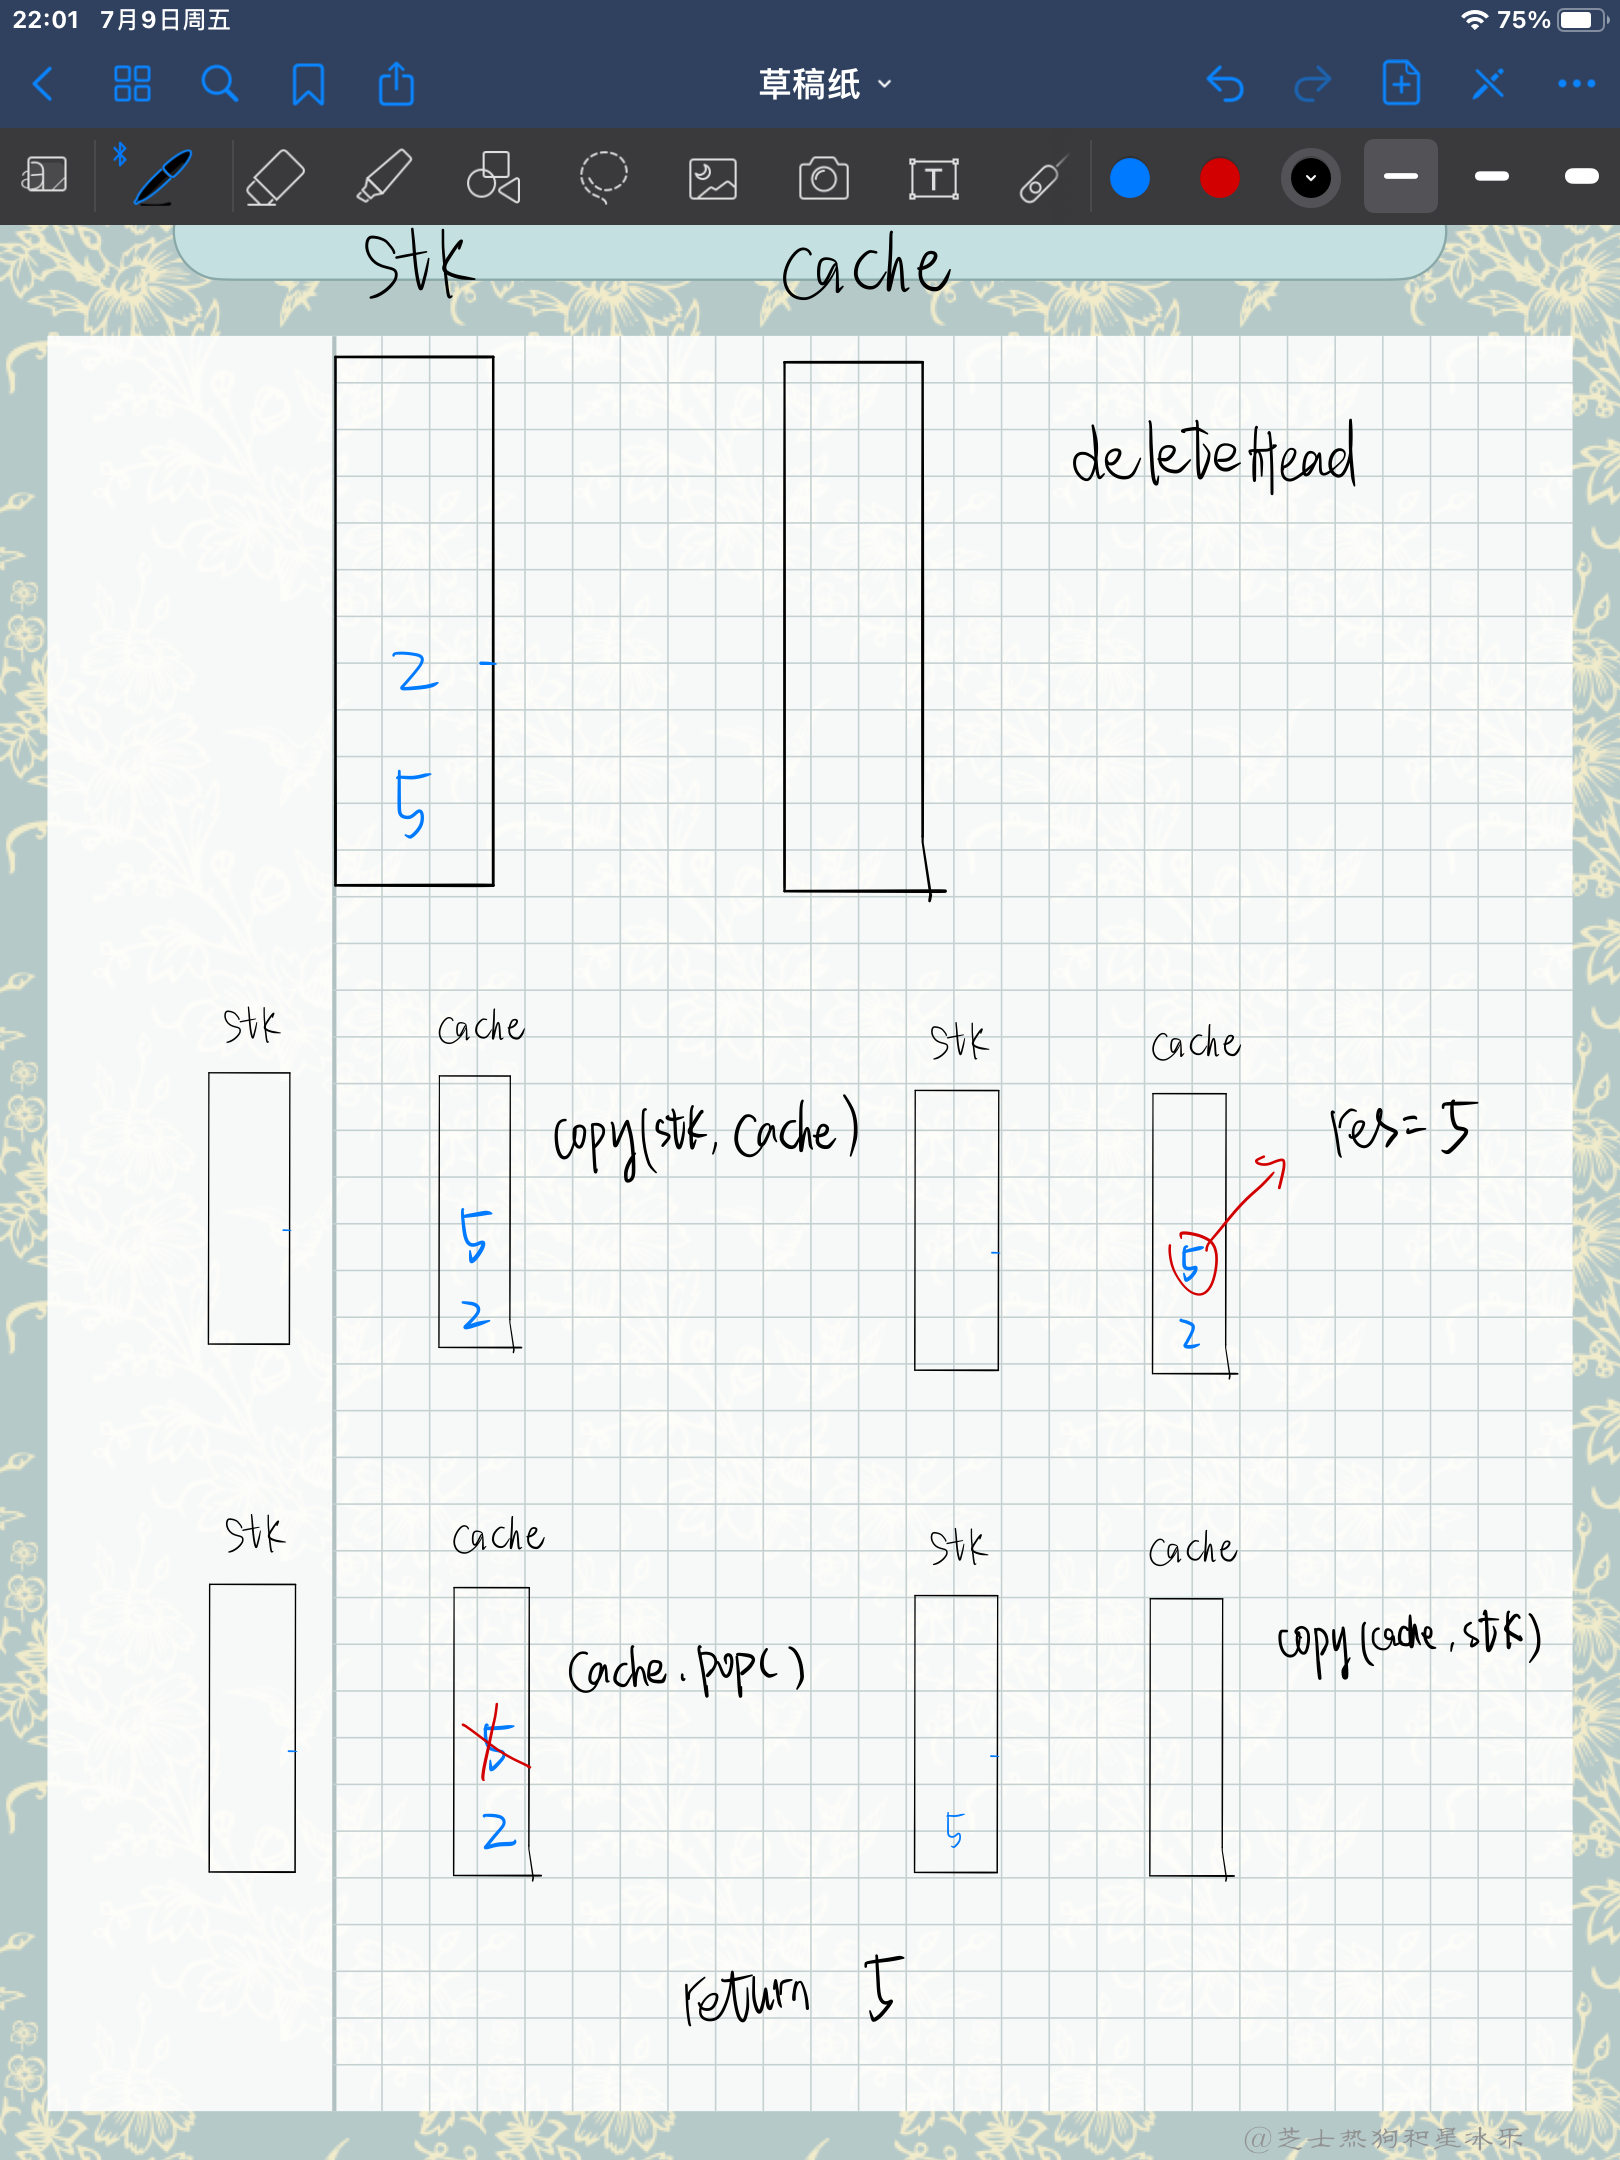 22:01 7月9日周五 75%
草稿纸
T
stk cache
deleteHead
2
5
stk cache
copy(stk, cache)
5
2
stk cache
res = 5
5
2
stk cache
cache.pop()
5
2
stk cache
copy(cache, stk)
5
return 5
@芝士热狗和星冰乐